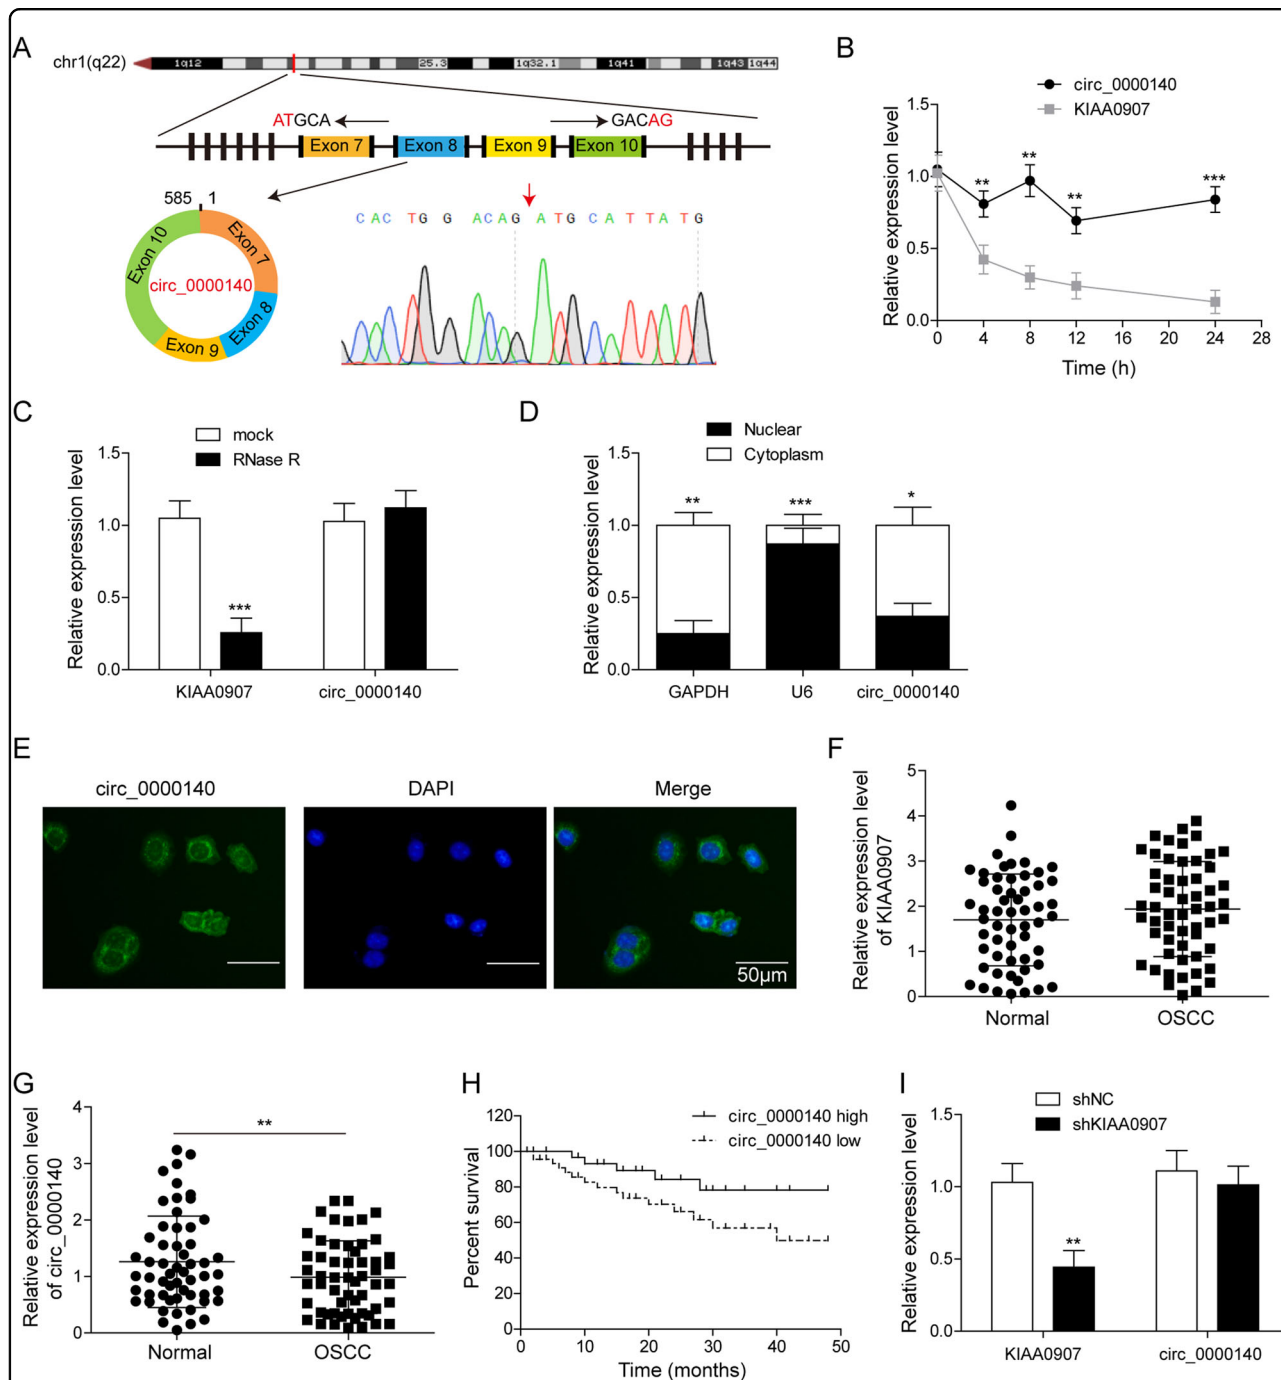 A
chr1(q22)
1q12
25.3
1q32.1
1q41
1q43
1q44
ATGCA
GACAG
Exon 7
Exon 8
Exon 9
Exon 10
585
1
Exon 10
Exon 7
circ_0000140
Exon 8
Exon 9
CAC TG G ACAG A TG CA T TAT G
B
circ_0000140
KIAA0907
Relative expression level
1.5
1.0
0.5
0.0
**
**
**
***
0 4 8 12 16 20 24 28
Time (h)
C
mock
RNase R
Relative expression level
1.5
1.0
0.5
0.0
***
KIAA0907
circ_0000140
D
Nuclear
Cytoplasm
Relative expression level
1.5
1.0
0.5
0.0
**
***
*
GAPDH
U6
circ_0000140
E
circ_0000140
DAPI
Merge
50μm
F
Relative expression level
of KIAA0907
5
4
3
2
1
0
Normal
OSCC
G
Relative expression level
of circ_0000140
4
3
2
1
0
**
Normal
OSCC
H
circ_0000140 high
circ_0000140 low
Percent survival
120
100
80
60
40
20
0
0 10 20 30 40 50
Time (months)
I
shNC
shKIAA0907
Relative expression level
1.5
1.0
0.5
0.0
**
KIAA0907
circ_0000140